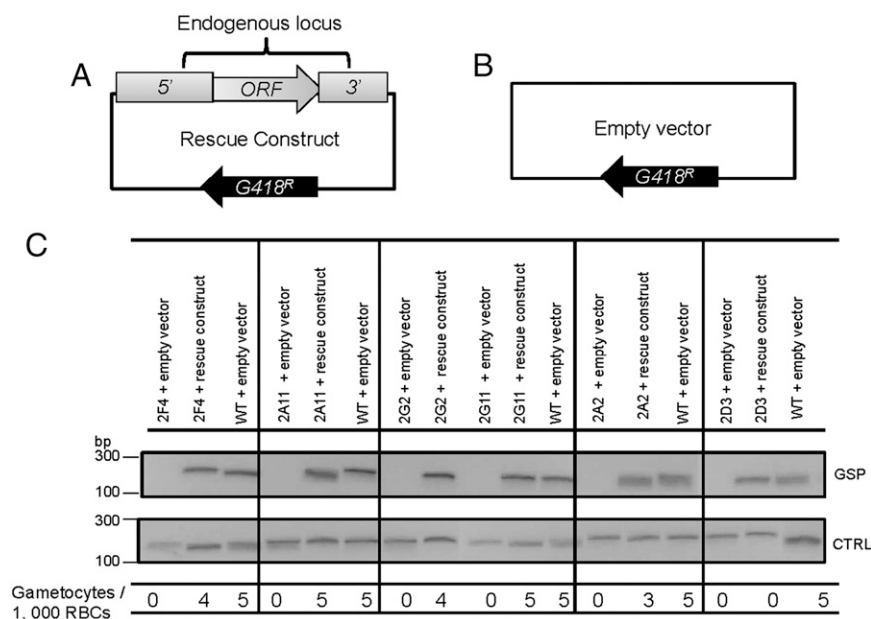 Endogenous locus
A
5' ORF 3'
Rescue Construct
G418R
B
Empty vector
G418R
C
2F4 + empty vector
2F4 + rescue construct
WT + empty vector
2A11 + empty vector
2A11 + rescue construct
WT + empty vector
2G2 + empty vector
2G2 + rescue construct
2G11 + empty vector
2G11 + rescue construct
WT + empty vector
2A2 + empty vector
2A2 + rescue construct
WT + empty vector
2D3 + empty vector
2D3 + rescue construct
WT + empty vector
bp
300
100
GSP
300
100
CTRL
Gametocytes /
1. 000 RBCs
0 4 5 0 5 5 0 4 0 5 5 0 3 5 0 0 5